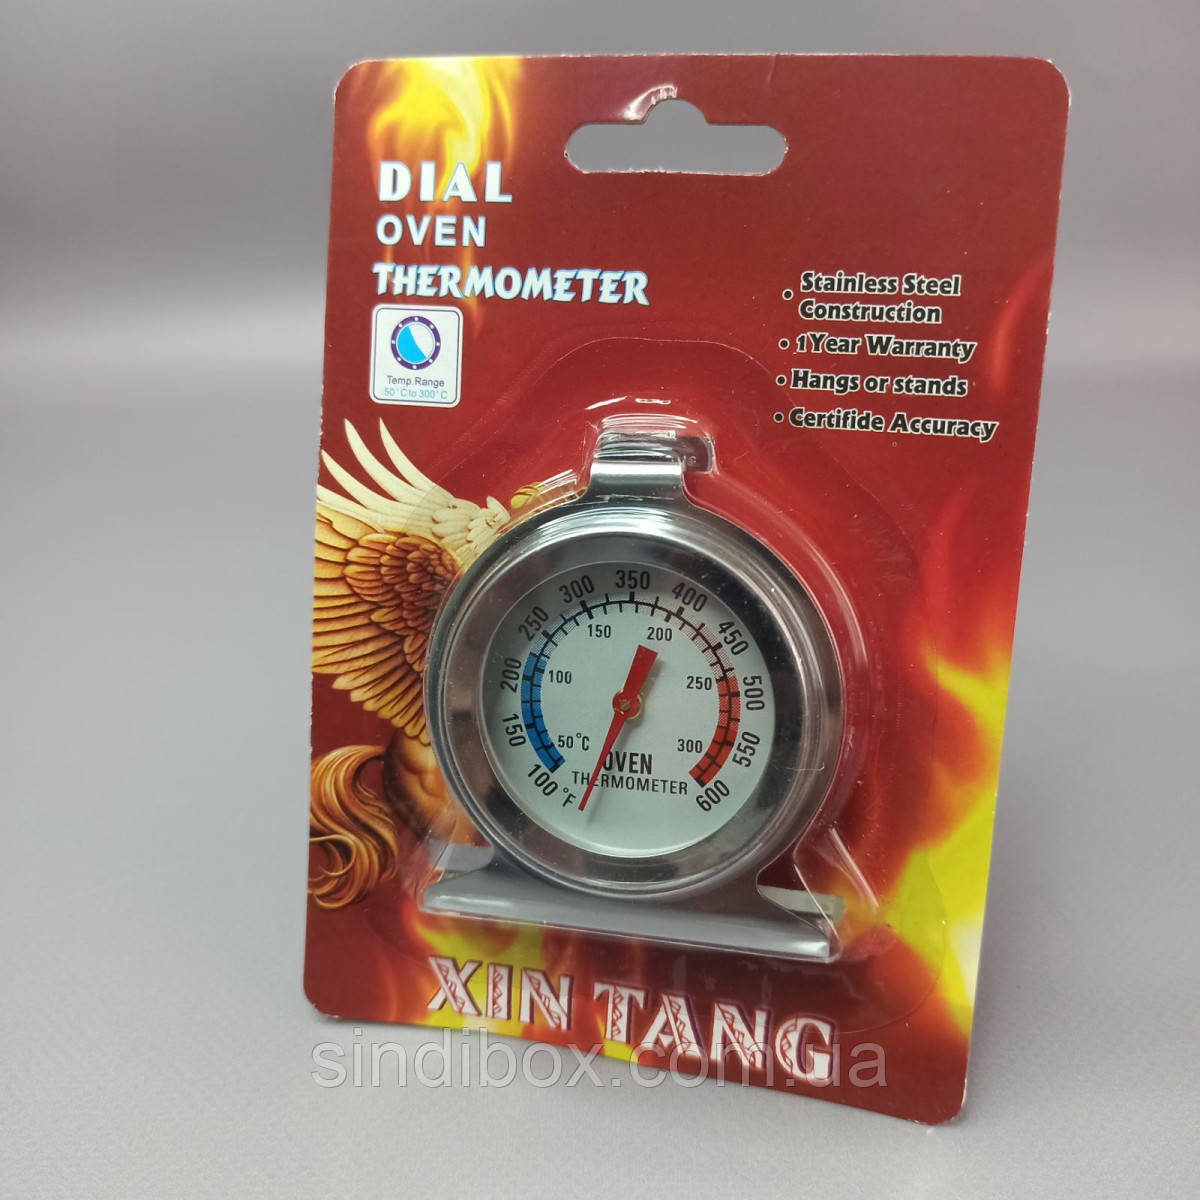 DIAL
OVEN
THERMOMETER
Temp.Range
50°C to 300°C
• Stainless Steel
Construction
• 1 Year Warranty
• Hangs or stands
• Certifide Accuracy
100 °F 150 200 250 300 350 400 450 500 550 600
50°C 100 150 200 250 300
OVEN
THERMOMETER
XIN TANG
sindibox.com.ua